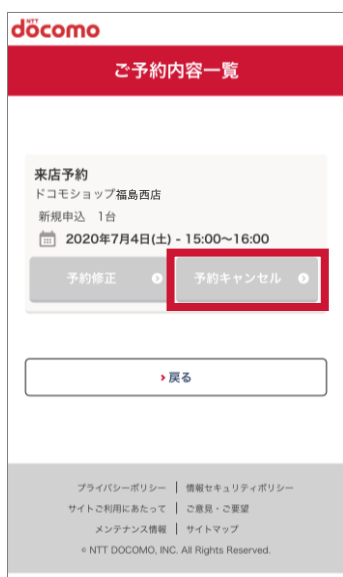 NTT
döcomo
ご予約内容一覧
来店予約
ドコモショップ福島西店
新規申込 1台
2020年7月4日(土) - 15:00〜16:00
予約修正 予約キャンセル
戻る
プライバシーポリシー | 情報セキュリティポリシー
サイトご利用にあたって | ご意見・ご要望
メンテナンス情報 | サイトマップ
© NTT DOCOMO, INC. All Rights Reserved.